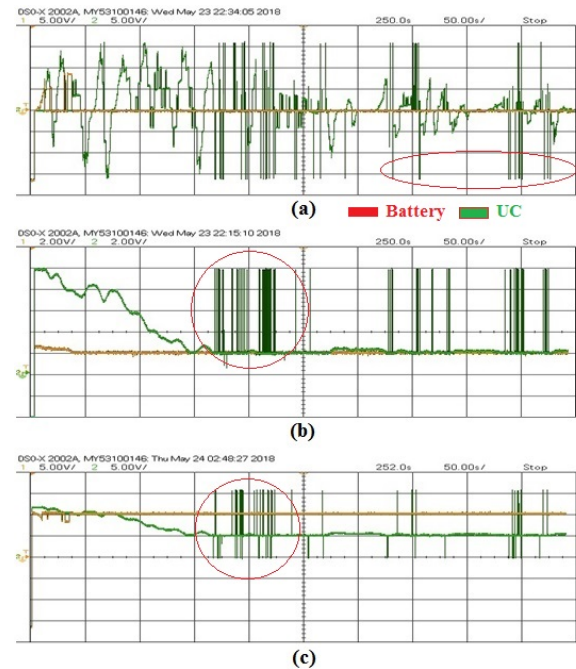 DSO-X 2002A, MY53100146: Wed May 23 22:34:05 2018
1 5.00V/ 2 5.00V/ 250.0s 50.00s/ Stop
(a) Battery UC
DSO-X 2002A, MY53100146: Wed May 23 22:15:10 2018
1 2.00V/ 2 2.00V/ 250.0s 50.00s/ Stop
(b)
DSO-X 2002A, MY53100146: Thu May 24 02:48:27 2018
1 5.00V/ 2 5.00V/ 252.0s 50.00s/ Stop
(c)